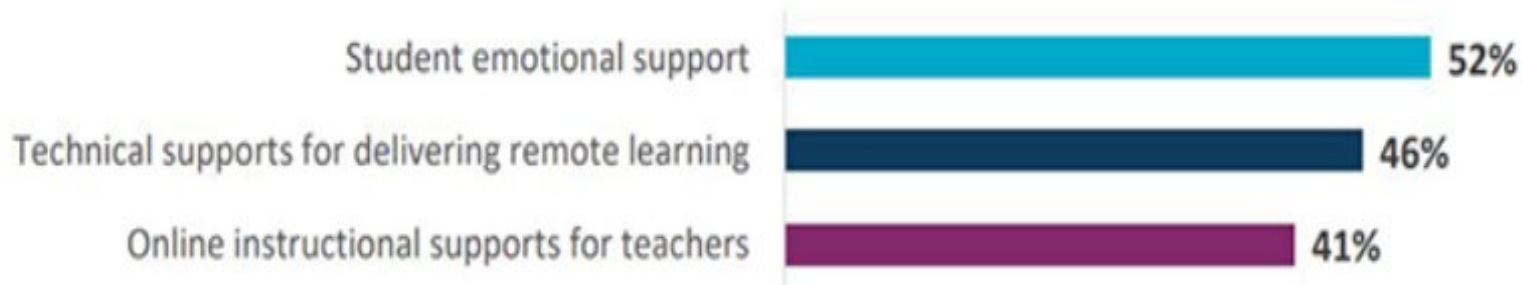 Student emotional support 52%
Technical supports for delivering remote learning 46%
Online instructional supports for teachers 41%